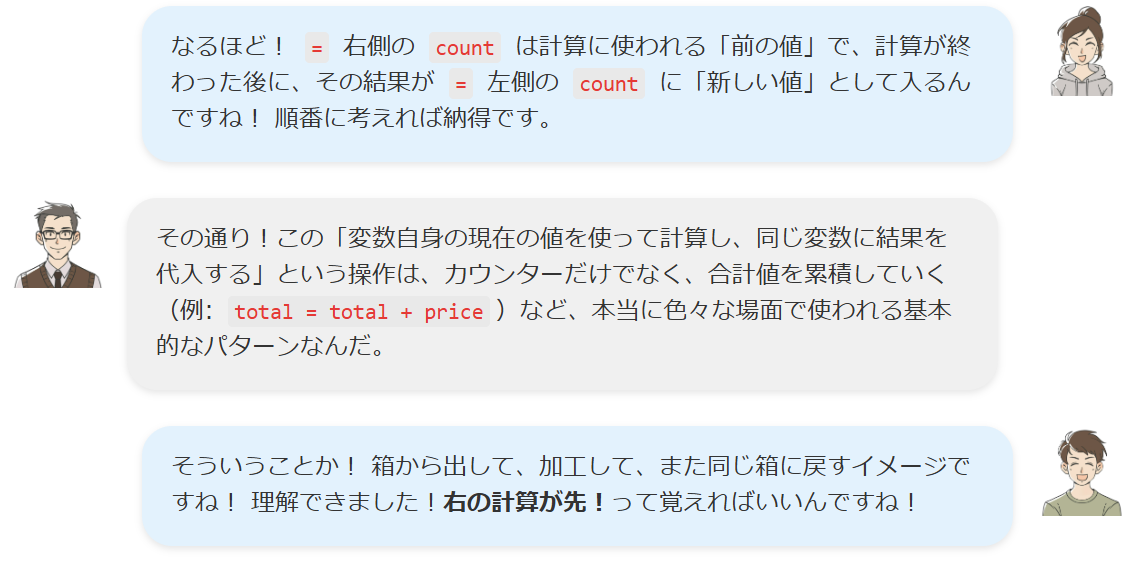 なるほど! = 右側の count は計算に使われる「前の値」で、計算が終
わった後に、その結果が = 左側の count に「新しい値」として入るん
ですね! 順番に考えれば納得です。
その通り!この「変数自身の現在の値を使って計算し、同じ変数に結果を
代入する」という操作は、カウンターだけでなく、合計値を累積していく
(例: total = total + price )など、本当に色々な場面で使われる基本
的なパターンなんだ。
そういうことか! 箱から出して、加工して、また同じ箱に戻すイメージで
すね! 理解できました!右の計算が先!って覚えればいいんですね!